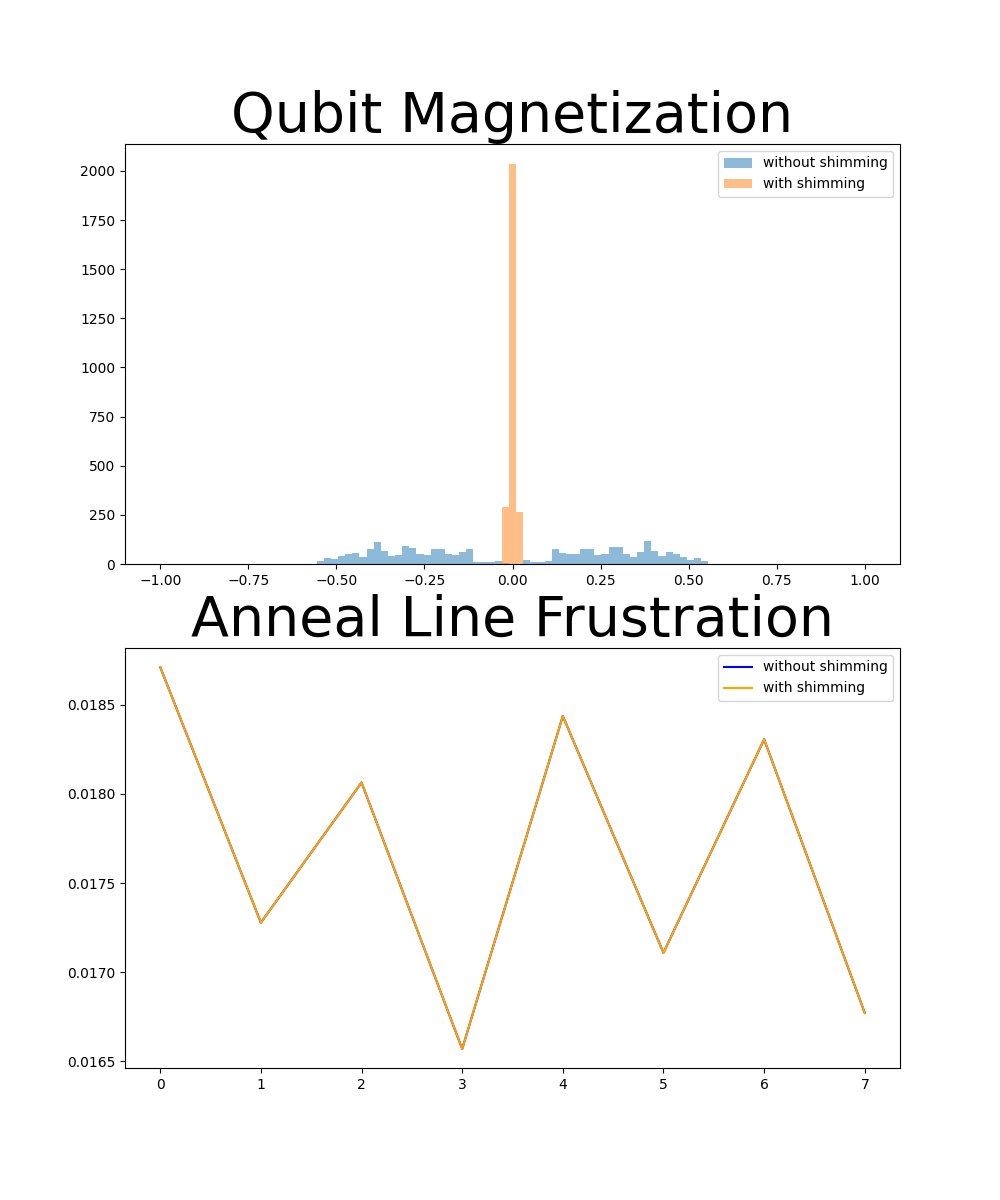 Qubit Magnetization
without shimming
with shimming
2000
1750
1500
1250
1000
750
500
250
0
−1.00 −0.75 −0.50 −0.25 0.00 0.25 0.50 0.75 1.00
Anneal Line Frustration
without shimming
with shimming
0.0185
0.0180
0.0175
0.0170
0.0165
0 1 2 3 4 5 6 7